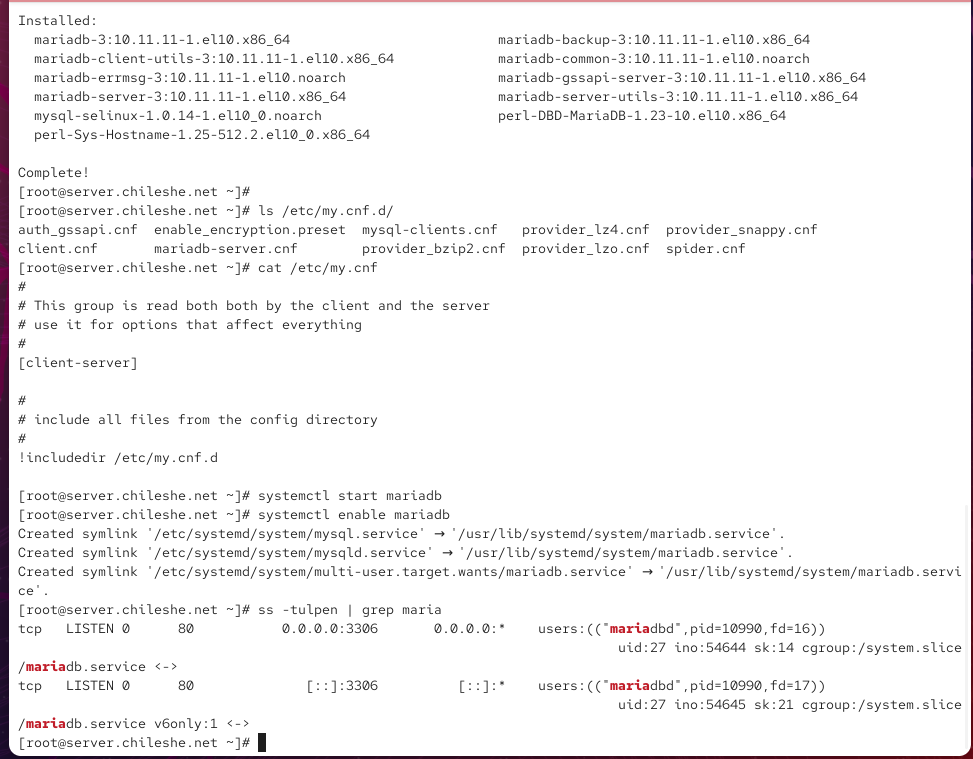 Installed:
  mariadb-3:10.11.11-1.el10.x86_64                          mariadb-backup-3:10.11.11-1.el10.x86_64
  mariadb-client-utils-3:10.11.11-1.el10.x86_64             mariadb-common-3:10.11.11-1.el10.noarch
  mariadb-errmsg-3:10.11.11-1.el10.noarch                   mariadb-gssapi-server-3:10.11.11-1.el10.x86_64
  mariadb-server-3:10.11.11-1.el10.x86_64                   mariadb-server-utils-3:10.11.11-1.el10.x86_64
  mysql-selinux-1.0.14-1.el10_0.noarch                      perl-DBD-MariaDB-1.23-10.el10.x86_64
  perl-Sys-Hostname-1.25-512.2.el10_0.x86_64

Complete!
[root@server.chileshe.net ~]#
[root@server.chileshe.net ~]# ls /etc/my.cnf.d/
auth_gssapi.cnf  enable_encryption.preset  mysql-clients.cnf   provider_lz4.cnf  provider_snappy.cnf
client.cnf       mariadb-server.cnf        provider_bzip2.cnf  provider_lzo.cnf  spider.cnf
[root@server.chileshe.net ~]# cat /etc/my.cnf
#
# This group is read both both by the client and the server
# use it for options that affect everything
#
[client-server]

#
# include all files from the config directory
#
!includedir /etc/my.cnf.d

[root@server.chileshe.net ~]# systemctl start mariadb
[root@server.chileshe.net ~]# systemctl enable mariadb
Created symlink '/etc/systemd/system/mysql.service' → '/usr/lib/systemd/system/mariadb.service'.
Created symlink '/etc/systemd/system/mysqld.service' → '/usr/lib/systemd/system/mariadb.service'.
Created symlink '/etc/systemd/system/multi-user.target.wants/mariadb.service' → '/usr/lib/systemd/system/mariadb.servi
ce'.
[root@server.chileshe.net ~]# ss -tulpen | grep maria
tcp   LISTEN 0      80           0.0.0.0:3306       0.0.0.0:*    users:(("mariadbd",pid=10990,fd=16))
                                                                           uid:27 ino:54644 sk:14 cgroup:/system.slice
/mariadb.service <->
tcp   LISTEN 0      80              [::]:3306          [::]:*    users:(("mariadbd",pid=10990,fd=17))
                                                                           uid:27 ino:54645 sk:21 cgroup:/system.slice
/mariadb.service v6only:1 <->
[root@server.chileshe.net ~]#